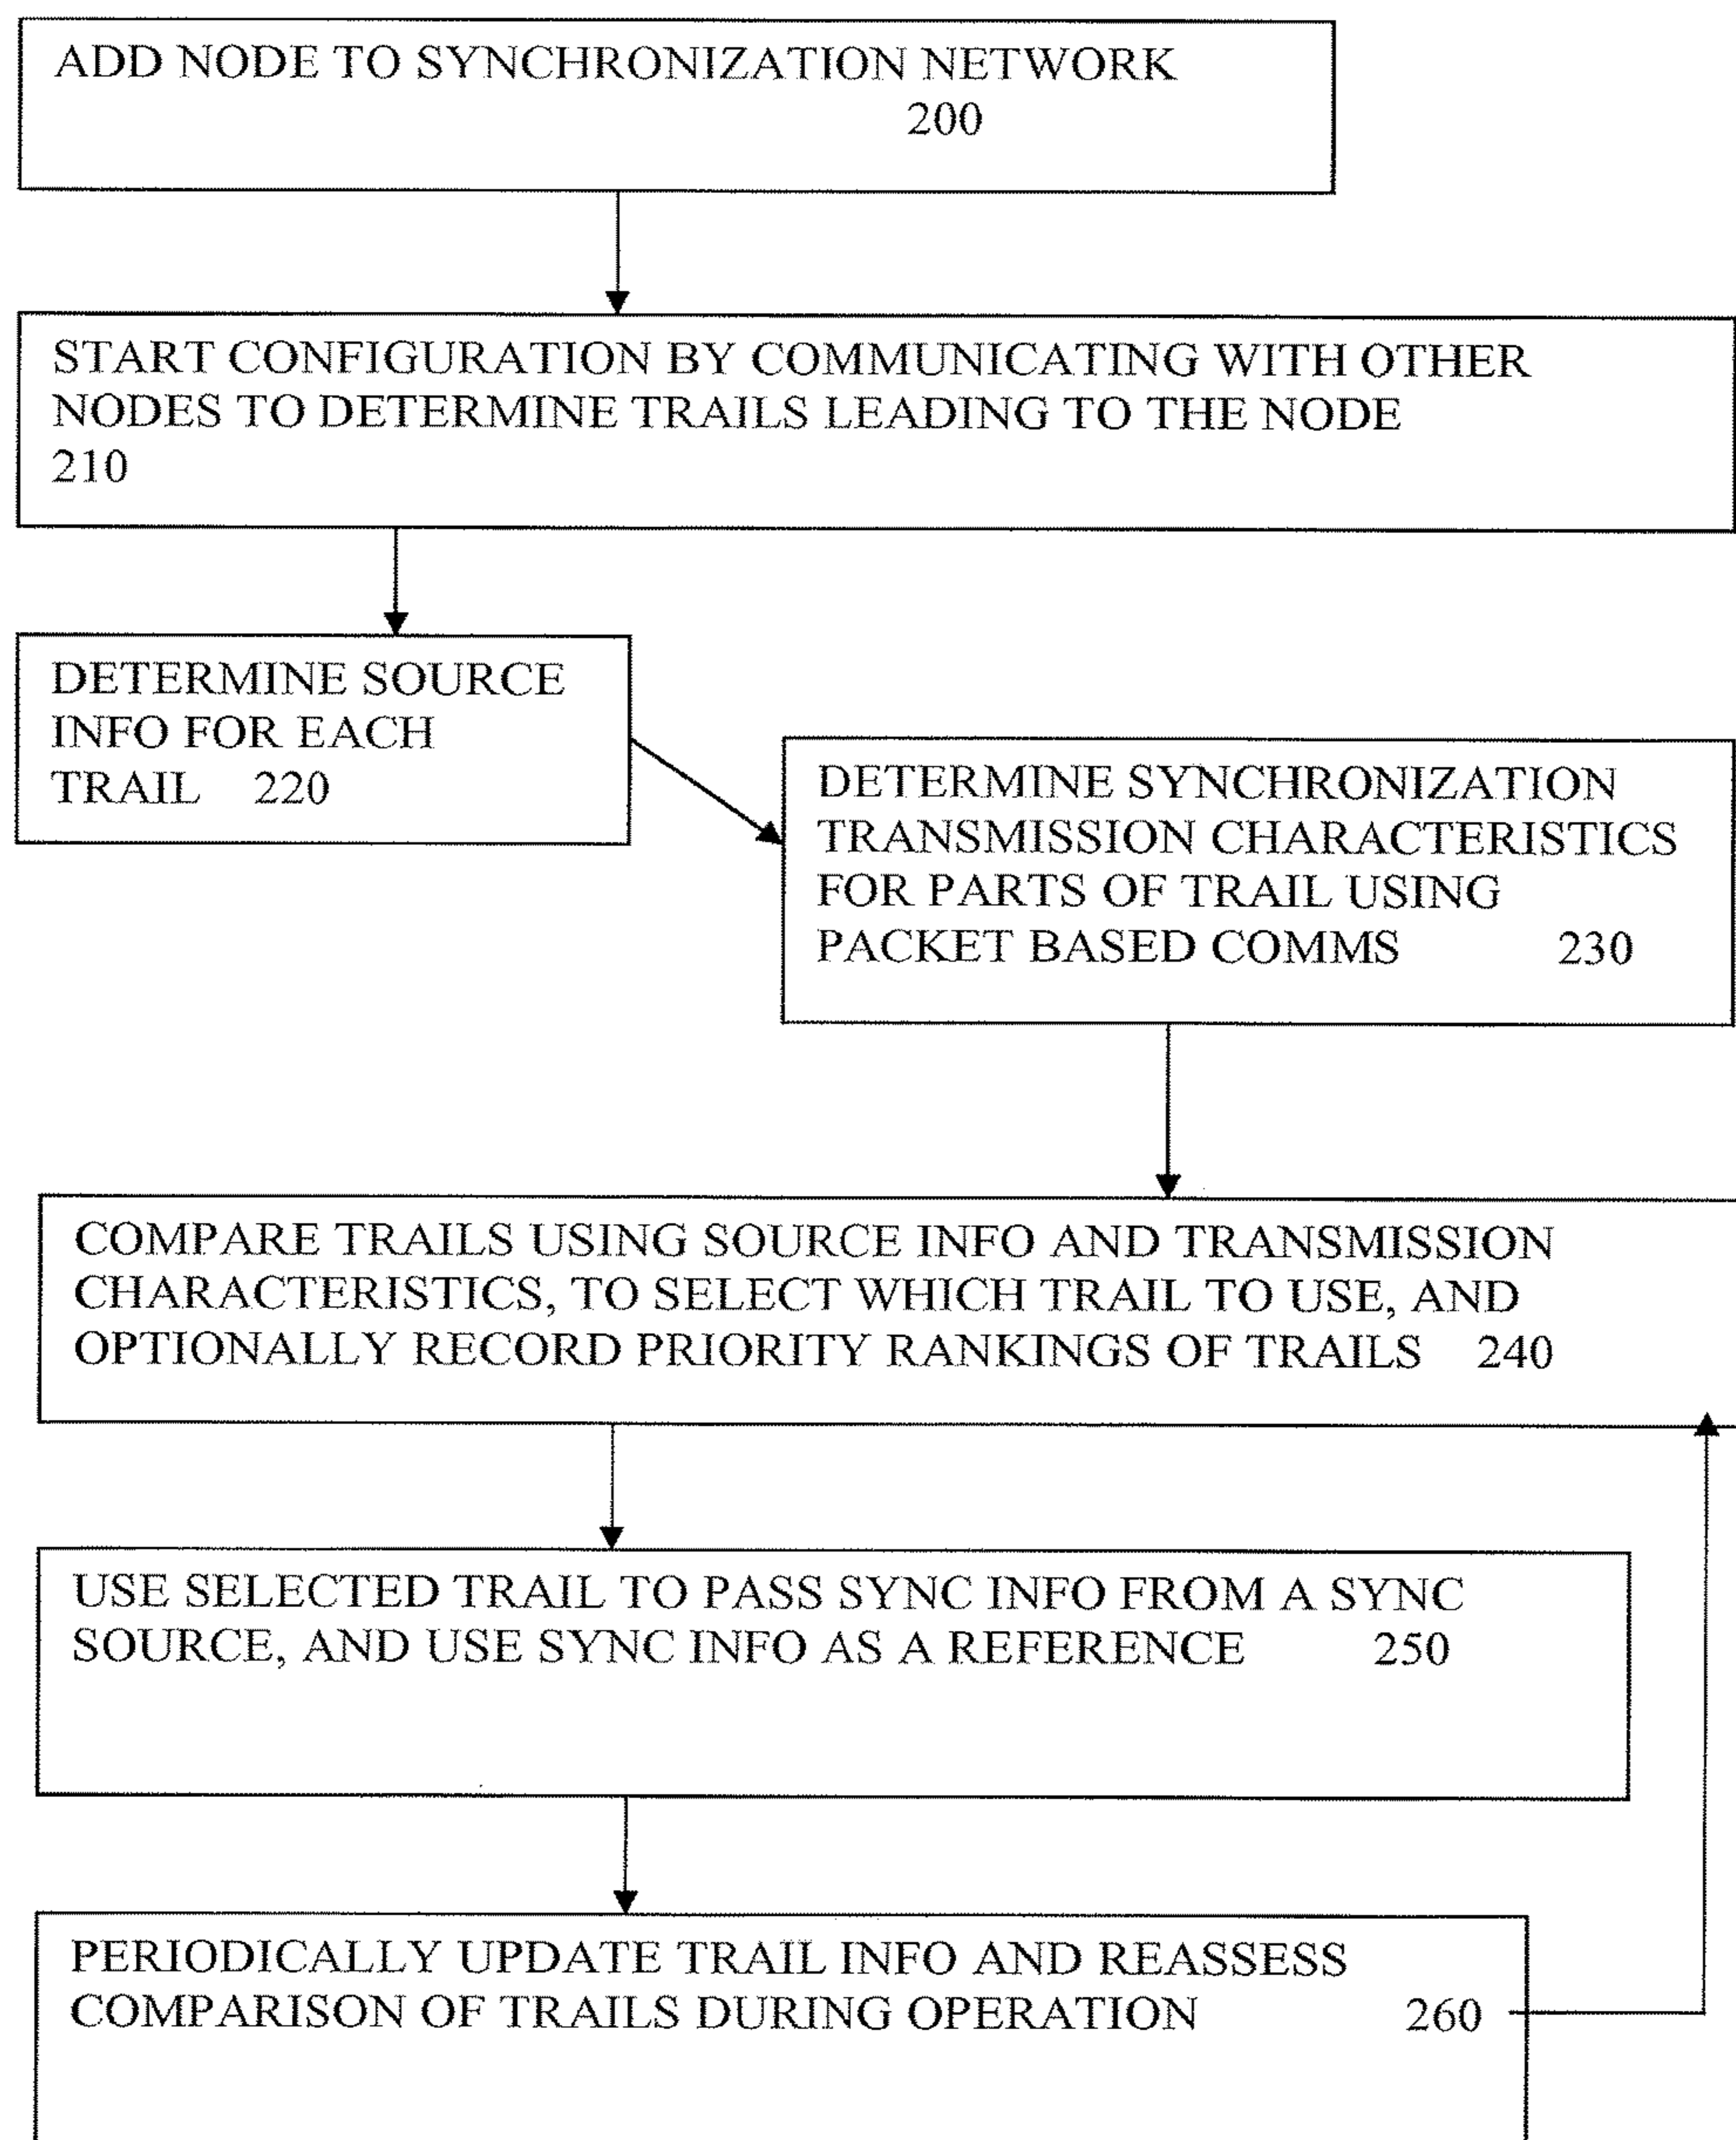 ADD NODE TO SYNCHRONIZATION NETWORK
200
START CONFIGURATION BY COMMUNICATING WITH OTHER
NODES TO DETERMINE TRAILS LEADING TO THE NODE
210
DETERMINE SOURCE
INFO FOR EACH
TRAIL 220
DETERMINE SYNCHRONIZATION
TRANSMISSION CHARACTERISTICS
FOR PARTS OF TRAIL USING
PACKET BASED COMMS 230
COMPARE TRAILS USING SOURCE INFO AND TRANSMISSION
CHARACTERISTICS, TO SELECT WHICH TRAIL TO USE, AND
OPTIONALLY RECORD PRIORITY RANKINGS OF TRAILS 240
USE SELECTED TRAIL TO PASS SYNC INFO FROM A SYNC
SOURCE, AND USE SYNC INFO AS A REFERENCE 250
PERIODICALLY UPDATE TRAIL INFO AND REASSESS
COMPARISON OF TRAILS DURING OPERATION 260